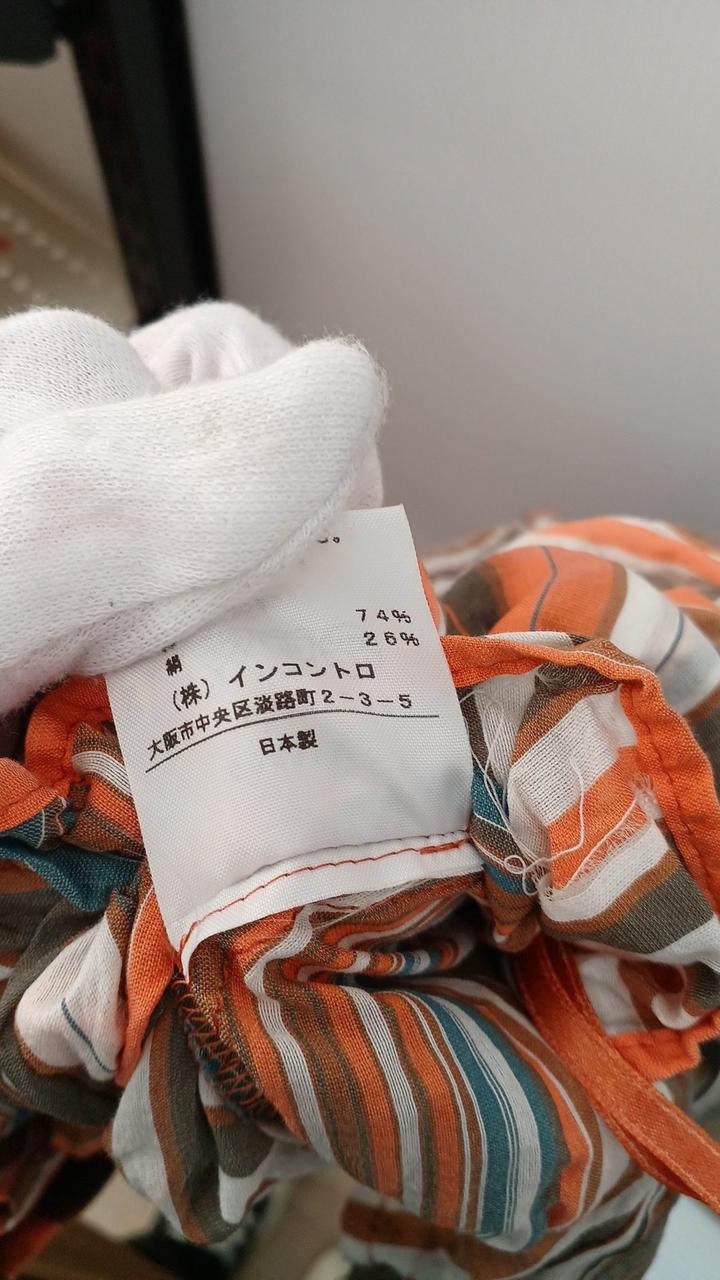 74%
絹 26%
（株）インコントロ
大阪市中央区淡路町2－3－5
日本製